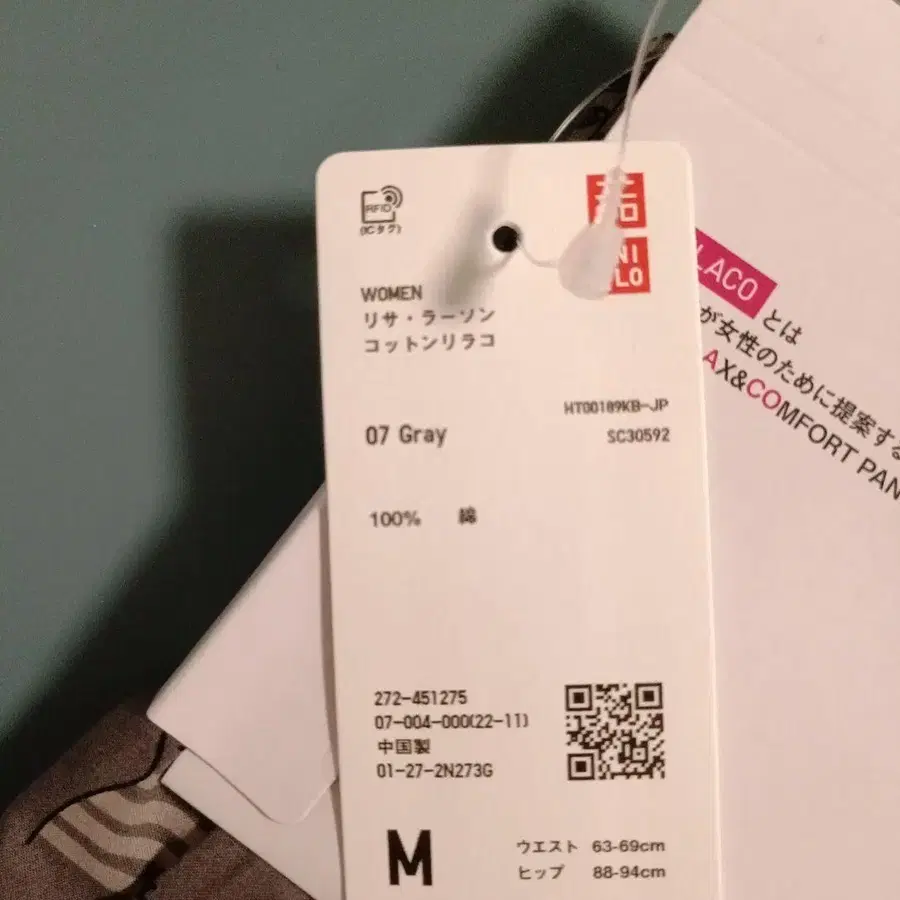 RFID
(ICタグ)
WOMEN
リサ・ラーソン
コットンリラコ
07 Gray
HT00189KB-JP
SC30592
100% 綿
272-451275
07-004-000(22-11)
中国製
01-27-2N273G
M
ウエスト 63-69cm
ヒップ 88-94cm
LACO とは
が女性のために提案する
AX&COMFORT PAN